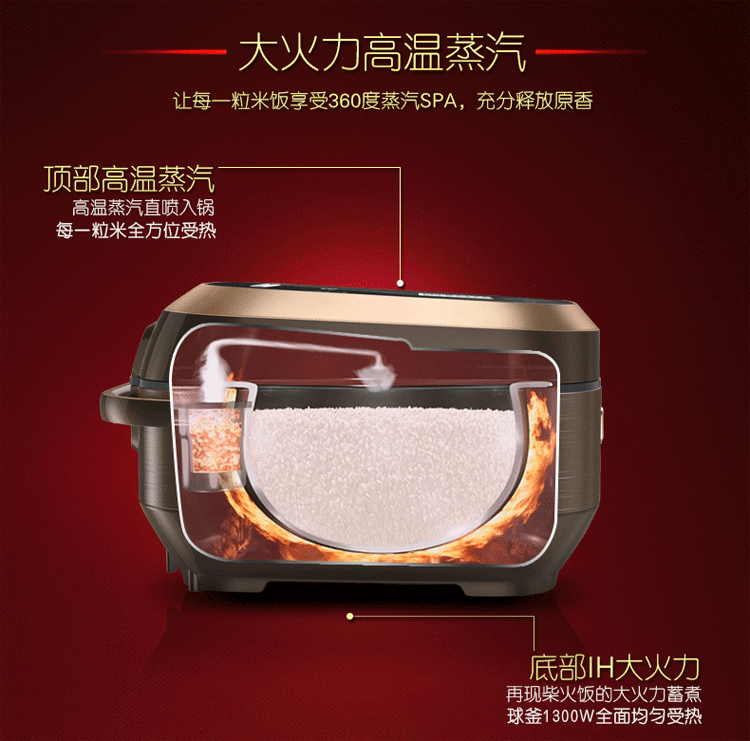 大火力高温蒸汽
让每一粒米饭享受360度蒸汽SPA，充分释放原香
顶部高温蒸汽
高温蒸汽直喷入锅
每一粒米全方位受热
底部IH大火力
再现柴火饭的大火力蓄煮
球釜1300W全面均匀受热